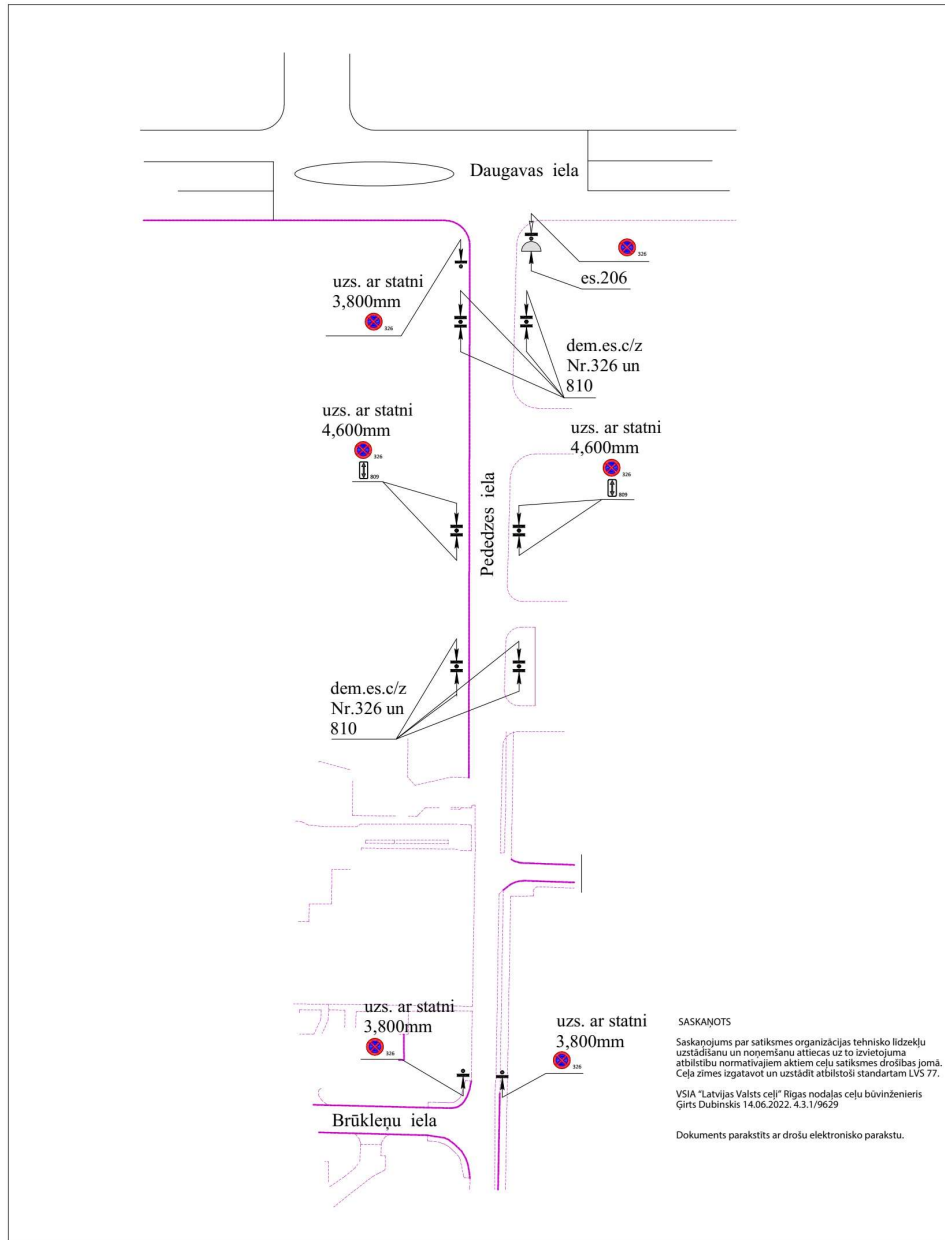 Daugavas iela
326
es.206
uzs. ar statni
3,800mm
326
dem.es.c/z
Nr.326 un
810
uzs. ar statni
4,600mm
326
809
uzs. ar statni
4,600mm
326
809
Pededzes iela
dem.es.c/z
Nr.326 un
810
uzs. ar statni
3,800mm
326
uzs. ar statni
3,800mm
326
Brūkleņu iela
SASKAŅOTS
Saskaņojums par satiksmes organizācijas tehnisko līdzekļu
uzstādīšanu un noņemšanu attiecas uz to izvietojuma
atbilstību normatīvajiem aktiem ceļu satiksmes drošības jomā.
Ceļa zīmes izgatavot un uzstādīt atbilstoši standartam LVS 77.
VSIA "Latvijas Valsts ceļi" Rīgas nodaļas ceļu būvinženieris
Ģirts Dubinskis 14.06.2022. 4.3.1/9629
Dokuments parakstīts ar drošu elektronisko parakstu.